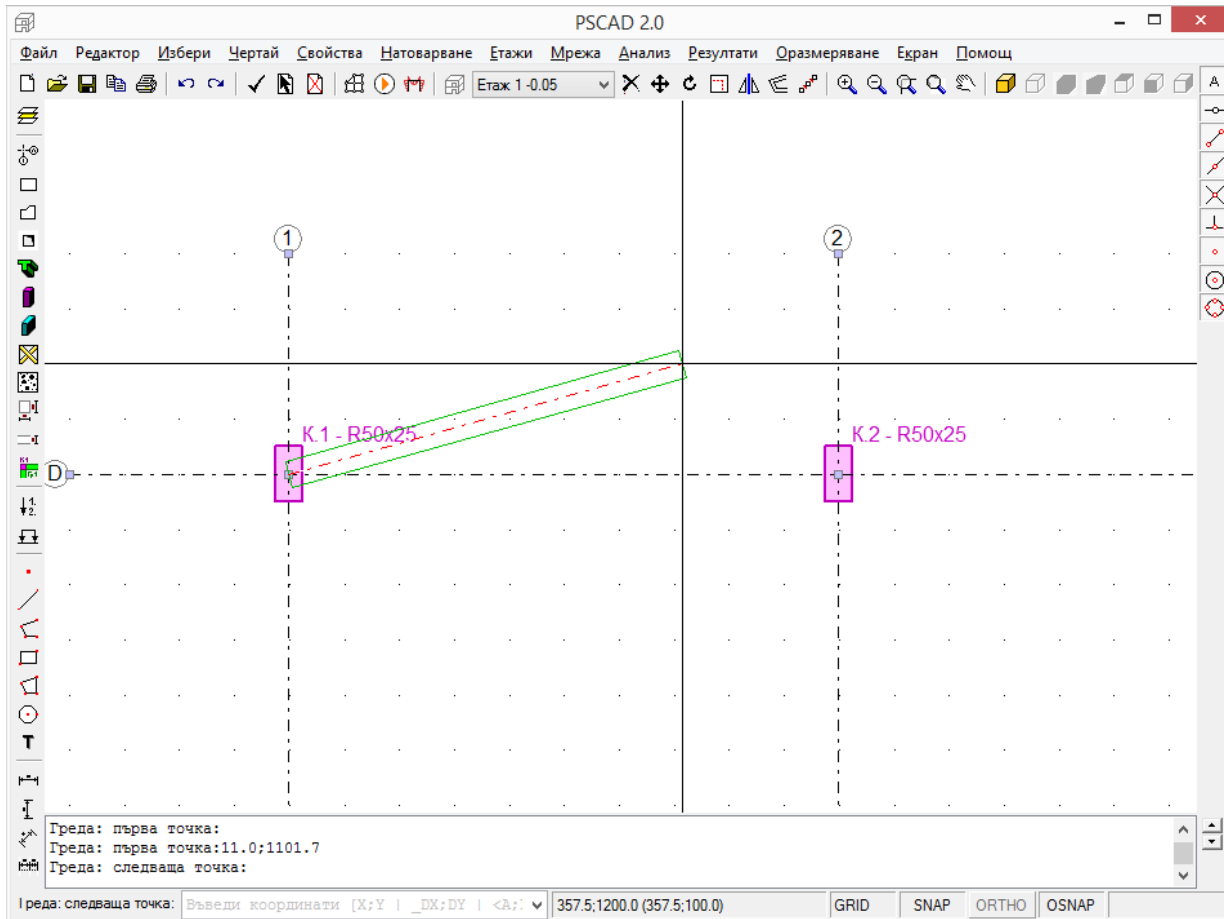 PSCAD 2.0
Файл Редактор Избери Чертай Свойства Натоварване Етажи Мрежа Анализ Резултати Оразмеряване Екран Помощ
Етаж 1 -0.05
A
1
2
К.1 - R50x25
К.2 - R50x25
D
T
Греда: първа точка:
Греда: първа точка:11.0;1101.7
Греда: следваща точка:
Греда: следваща точка: Въведи координати [X;Y | _DX;DY | <A; 357.5;1200.0 (357.5;100.0) GRID SNAP ORTHO OSNAP